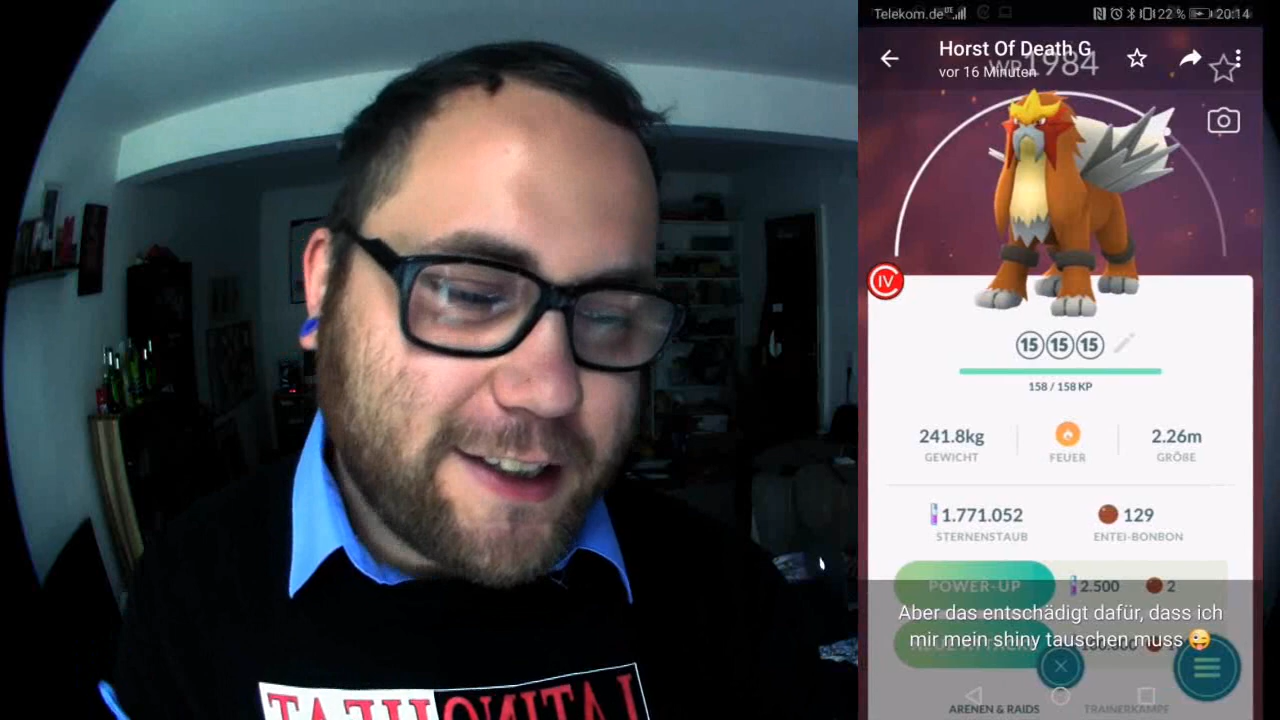 Telekom.de
22 %
20:14
Horst Of Death G
WP1984
vor 16 Minuten
IV
15 15 15
158 / 158 KP
241.8kg
2.26m
GEWICHT
FEUER
GRÖßE
1.771.052
129
STERNENSTAUB
ENTEI-BONBON
POWER-UP
2.500
2
Aber das entschädigt dafür, dass ich
mir mein shiny tauschen muss 😜
ARENEN & RAIDS
TRAINERKAMPF